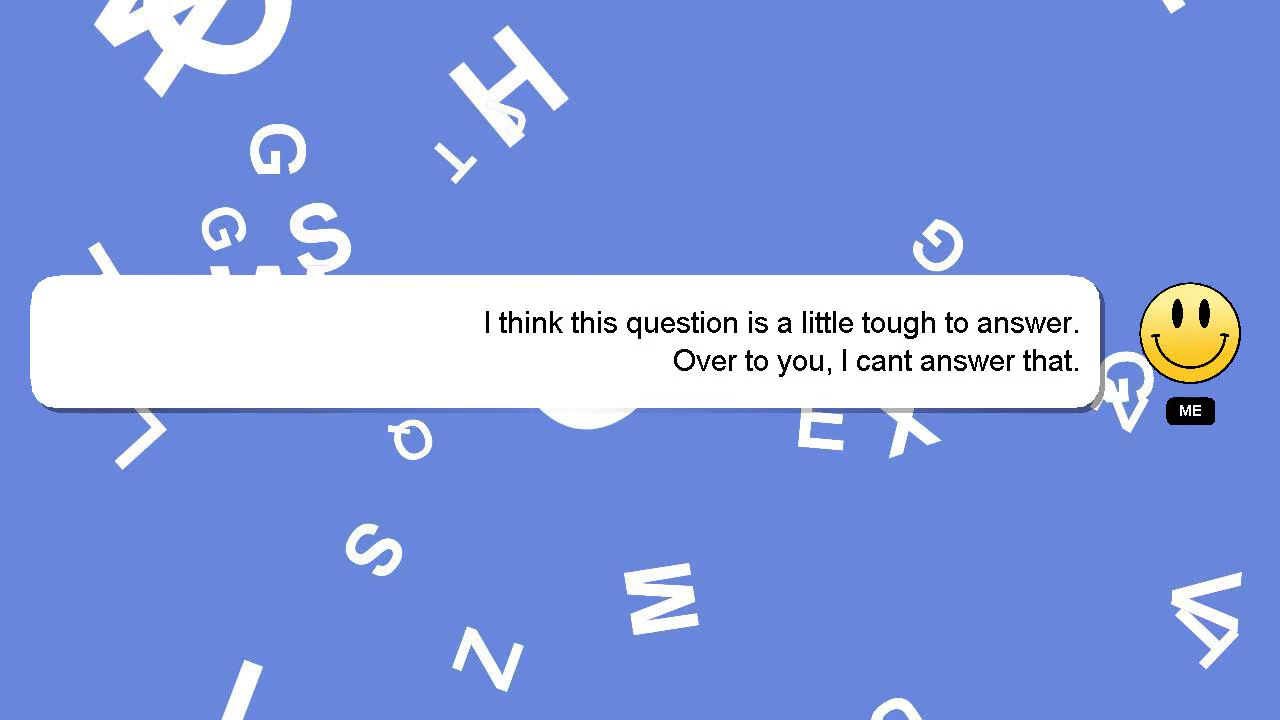 I think this question is a little tough to answer.
Over to you, I cant answer that.
ME
H
T
G
G
S
G
L
Q
E
X
G
S
M
Z
V